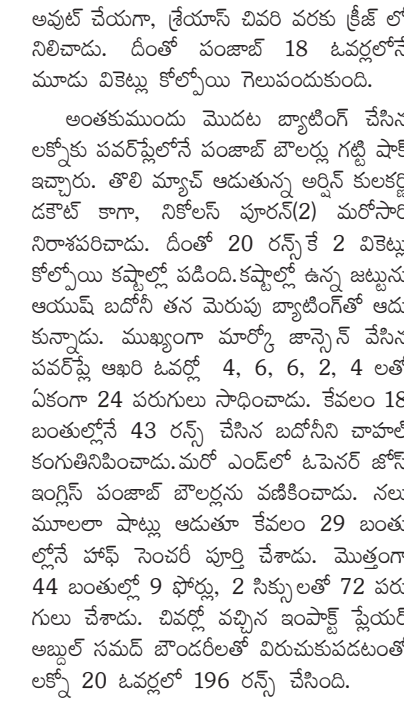 అవుట్ చేయగా, శ్రేయాస్ చివరి వరకు క్రీజ్ లో
నిలిచాడు. దీంతో పంజాబ్ 18 ఓవర్లలోనే
మూడు వికెట్లు కోల్పోయి గెలుపందుకుంది.
అంతకుముందు మొదట బ్యాటింగ్ చేసిన
లక్నోకు పవర్‌ప్లేలోనే పంజాబ్ బౌలర్లు గట్టి షాక్
ఇచ్చారు. తొలి మ్యాచ్ ఆడుతున్న అర్షిన్ కులకర్ణి
డకౌట్ కాగా, నికోలస్ పూరన్(2) మరోసారి
నిరాశపరిచాడు. దీంతో 20 రన్స్‌కే 2 వికెట్లు
కోల్పోయి కష్టాల్లో పడింది.కష్టాల్లో ఉన్న జట్టును
ఆయుష్ బదోనీ తన మెరుపు బ్యాటింగ్‌తో ఆదు
కున్నాడు. ముఖ్యంగా మార్కో జాన్సెన్ వేసిన
పవర్‌ప్లే ఆఖరి ఓవర్లో 4, 6, 6, 2, 4 లతో
ఏకంగా 24 పరుగులు సాధించాడు. కేవలం 18
బంతుల్లోనే 43 రన్స్ చేసిన బదోనీని చాహల్
కంగుతినిపించాడు.మరో ఎండ్‌లో ఓపెనర్ జోస్
ఇంగ్లిస్ పంజాబ్ బౌలర్లను వణికించాడు. నలు
మూలలా షాట్లు ఆడుతూ కేవలం 29 బంతు
ల్లోనే హాఫ్ సెంచరీ పూర్తి చేశాడు. మొత్తంగా
44 బంతుల్లో 9 ఫోర్లు, 2 సిక్సులతో 72 పరు
గులు చేశాడు. చివర్లో వచ్చిన ఇంపాక్ట్ ప్లేయర్
అబ్దుల్ సమద్ బౌండరీలతో విరుచుకుపడటంతో
లక్నో 20 ఓవర్లలో 196 రన్స్ చేసింది.